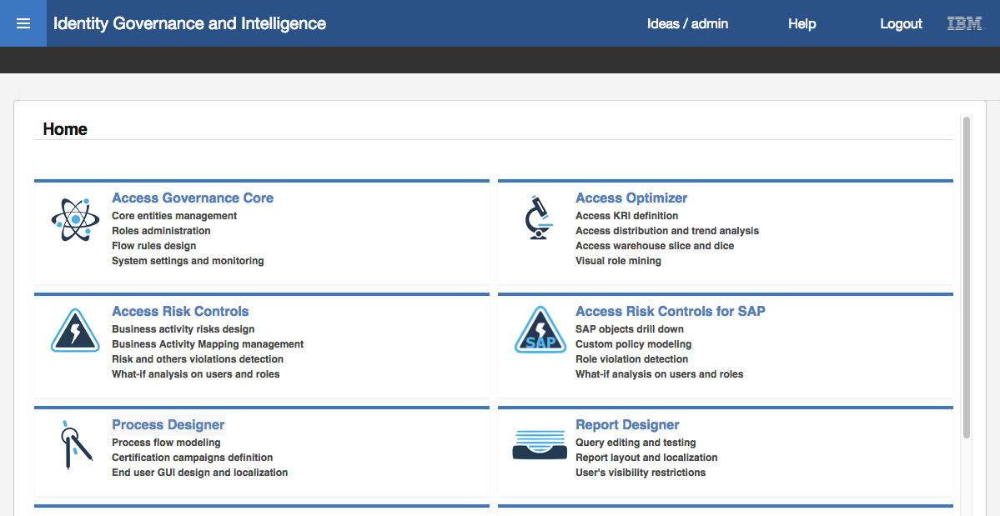 Identity Governance and Intelligence
Ideas / admin
Help
Logout
IBM
Home
Access Governance Core
Core entities management
Roles administration
Flow rules design
System settings and monitoring
Access Optimizer
Access KRI definition
Access distribution and trend analysis
Access warehouse slice and dice
Visual role mining
Access Risk Controls
Business activity risks design
Business Activity Mapping management
Risk and others violations detection
What-if analysis on users and roles
SAP
Access Risk Controls for SAP
SAP objects drill down
Custom policy modeling
Role violation detection
What-if analysis on users and roles
Process Designer
Process flow modeling
Certification campaigns definition
End user GUI design and localization
Report Designer
Query editing and testing
Report layout and localization
User's visibility restrictions